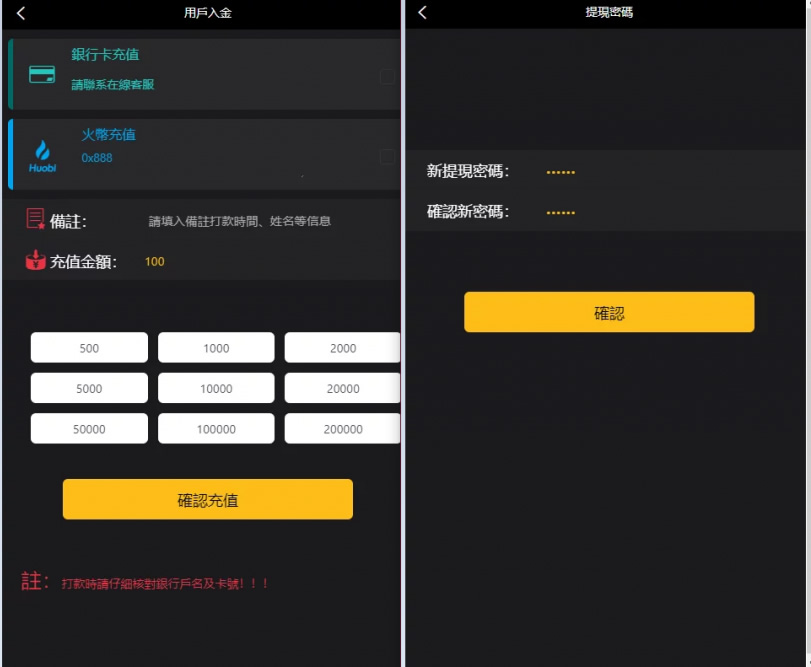 用戶入金
銀行卡充值
請聯系在線客服
火幣充值
0x888
Huobi
備註:
請填入備註打款時間、姓名等信息
充值金額:
100
500
1000
2000
5000
10000
20000
50000
100000
200000
確認充值
註:
打款時請仔細核對銀行戶名及卡號！！！
提現密碼
新提現密碼:
••••••
確認新密碼:
••••••
確認